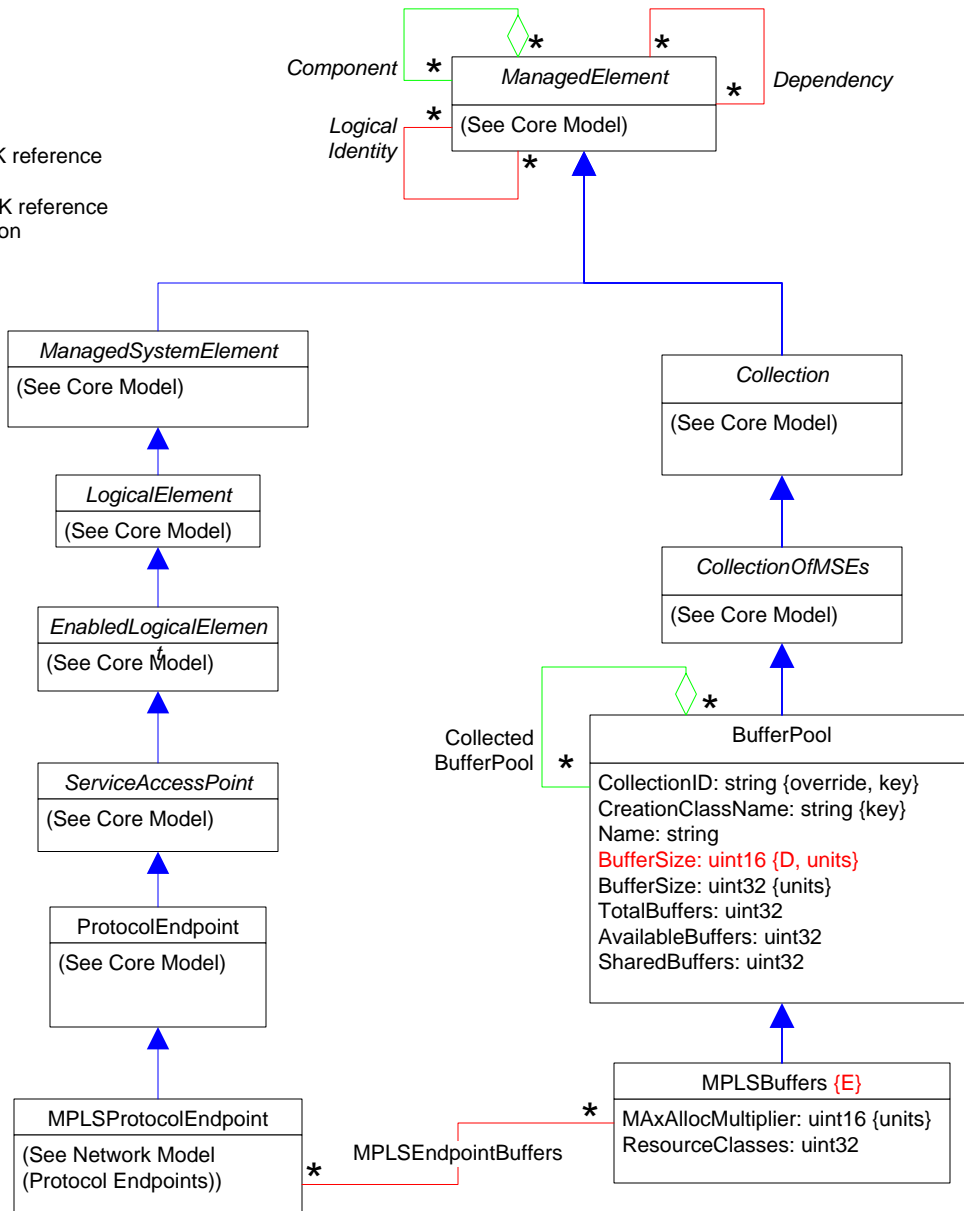 *
*
Component
*
ManagedElement
*
Dependency
*
Logical
Identity
(See Core Model)
*
K reference
K reference
on
ManagedSystemElement
(See Core Model)
Collection
(See Core Model)
LogicalElement
(See Core Model)
CollectionOfMSEs
(See Core Model)
EnabledLogicalElemen
t
(See Core Model)
*
Collected
BufferPool
*
BufferPool
ServiceAccessPoint
(See Core Model)
CollectionID: string {override, key}
CreationClassName: string {key}
Name: string
BufferSize: uint16 {D, units}
BufferSize: uint32 {units}
TotalBuffers: uint32
AvailableBuffers: uint32
SharedBuffers: uint32
ProtocolEndpoint
(See Core Model)
MPLSBuffers {E}
MAxAllocMultiplier: uint16 {units}
ResourceClasses: uint32
MPLSProtocolEndpoint
(See Network Model
(Protocol Endpoints))
*
MPLSEndpointBuffers
*